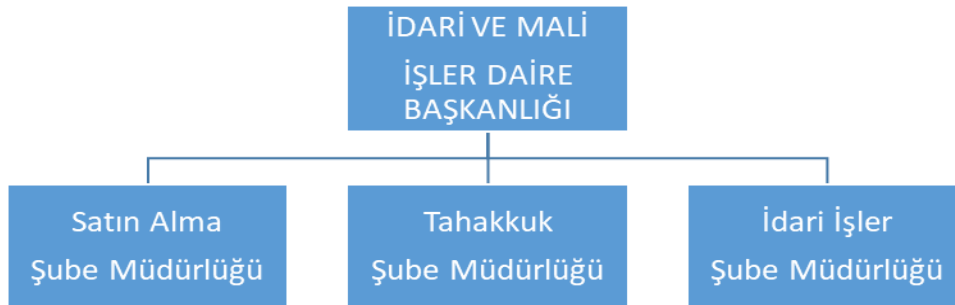 İDARİ VE MALİ
İŞLER DAİRE
BAŞKANLIĞI
Satın Alma
Şube Müdürlüğü
Tahakkuk
Şube Müdürlüğü
İdari İşler
Şube Müdürlüğü